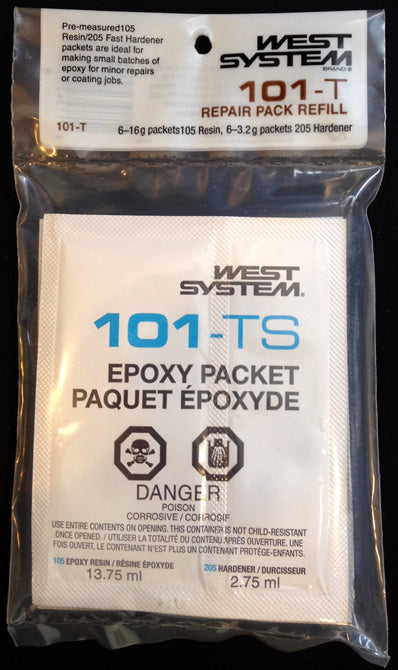 Pre-measured105
Resin/205 Fast Hardener
packets are ideal for
making small batches of
epoxy for minor repairs
or coating jobs.
WEST
SYSTEM
BRAND ®
101-T
REPAIR PACK REFILL
101-T
6–16g packets105 Resin, 6–3.2g packets 205 Hardener
WEST
SYSTEM®
101-TS
EPOXY PACKET
PAQUET ÉPOXYDE
DANGER
POISON
CORROSIVE / CORROSIF
USE ENTIRE CONTENTS ON OPENING. THIS CONTAINER IS NOT CHILD-RESISTANT
ONCE OPENED. / UTILISER LA TOTALITÉ DU CONTENU APRÈS OUVERTURE. UNE
FOIS OUVERT, LE CONTENANT N'EST PLUS UN CONTENANT PROTÈGE-ENFANTS.
105 EPOXY RESIN / RÉSINE ÉPOXYDE
13.75 ml
205 HARDENER / DURCISSEUR
2.75 ml